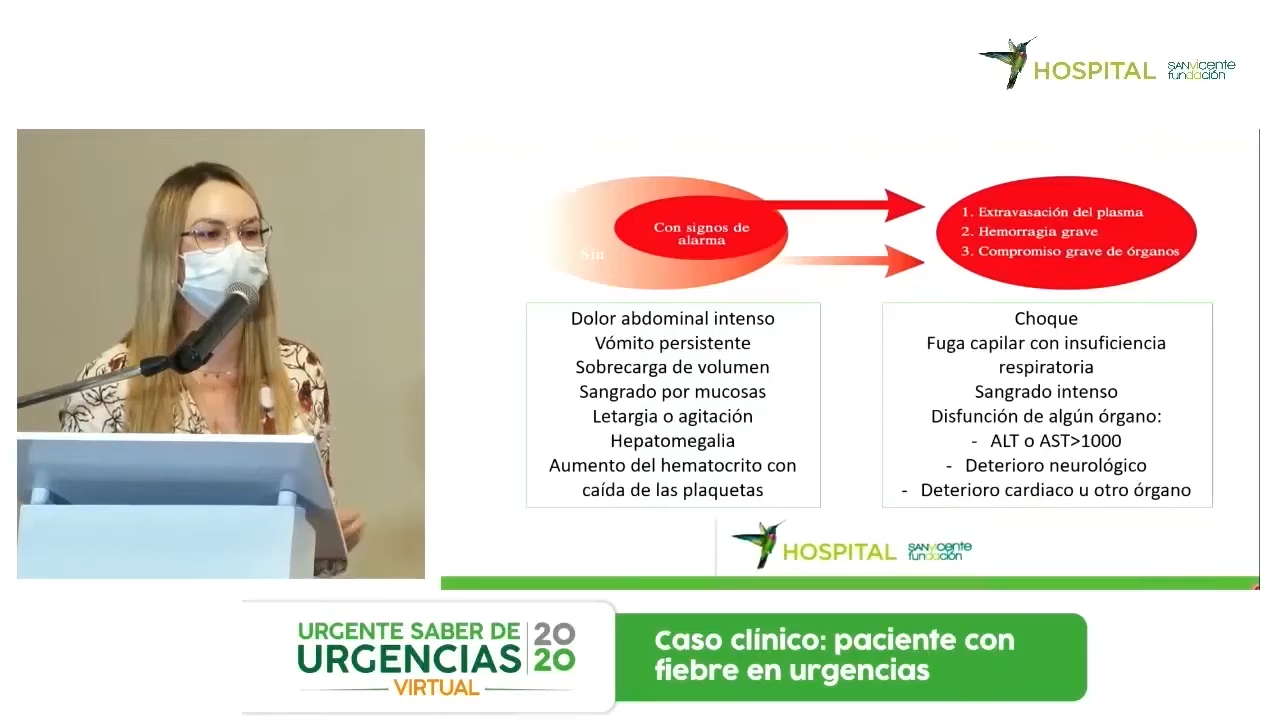 HOSPITAL
SANVicente
fundación
Sin
Con signos de
alarma
1. Extravasación del plasma
2. Hemorragia grave
3. Compromiso grave de órganos
Dolor abdominal intenso
Vómito persistente
Sobrecarga de volumen
Sangrado por mucosas
Letargia o agitación
Hepatomegalia
Aumento del hematocrito con
caída de las plaquetas
Choque
Fuga capilar con insuficiencia
respiratoria
Sangrado intenso
Disfunción de algún órgano:
- ALT o AST>1000
- Deterioro neurológico
- Deterioro cardiaco u otro órgano
HOSPITAL
SANVicente
fundación
URGENTE SABER DE
URGENCIAS
VIRTUAL
20
20
Caso clínico: paciente con
fiebre en urgencias